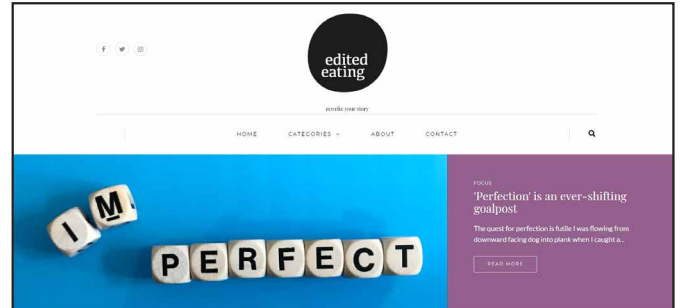 edited
eating
rewrite your story
HOME CATEGORIES ABOUT CONTACT
I M
PERFECT
FOCUS
'Perfection' is an ever-shifting
goalpost
The quest for perfection is futile I was flowing from
downward facing dog into plank when I caught a...
READ MORE